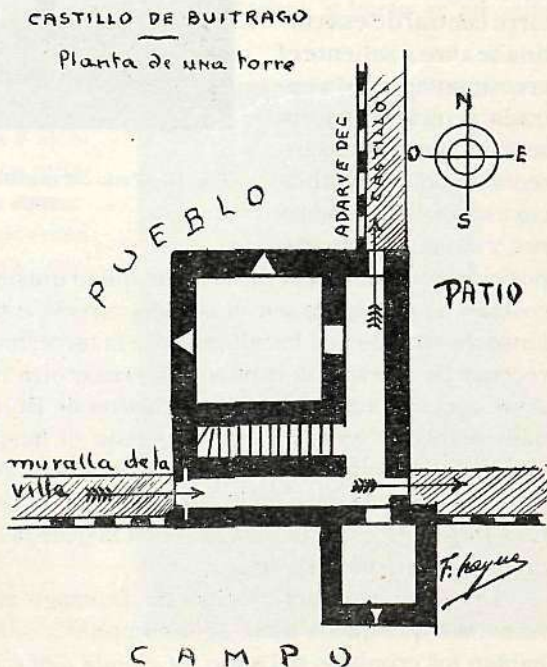 CASTILLO DE BUITRAGO
Planta de una torre
ADARVE DEL
CASTILLO
N
O
E
S
PUEBLO
PATIO
muralla de la
villa
CAMPO